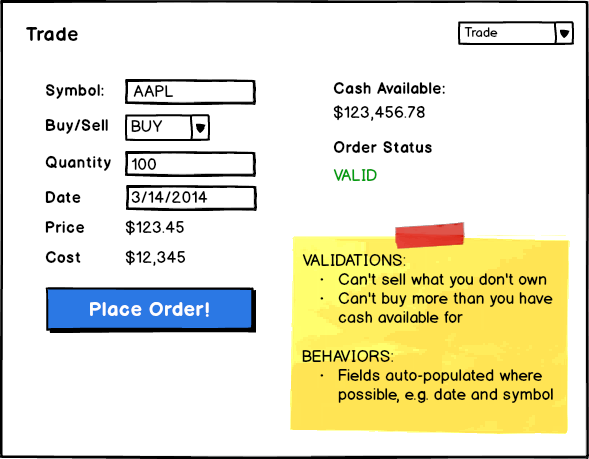 Trade
Trade
Symbol:
AAPL
Buy/Sell
BUY
Quantity
100
Date
3/14/2014
Price
$123.45
Cost
$12,345
Place Order!
Cash Available:
$123,456.78
Order Status
VALID
VALIDATIONS:
· Can't sell what you don't own
· Can't buy more than you have
cash available for
BEHAVIORS:
· Fields auto-populated where
possible, e.g. date and symbol